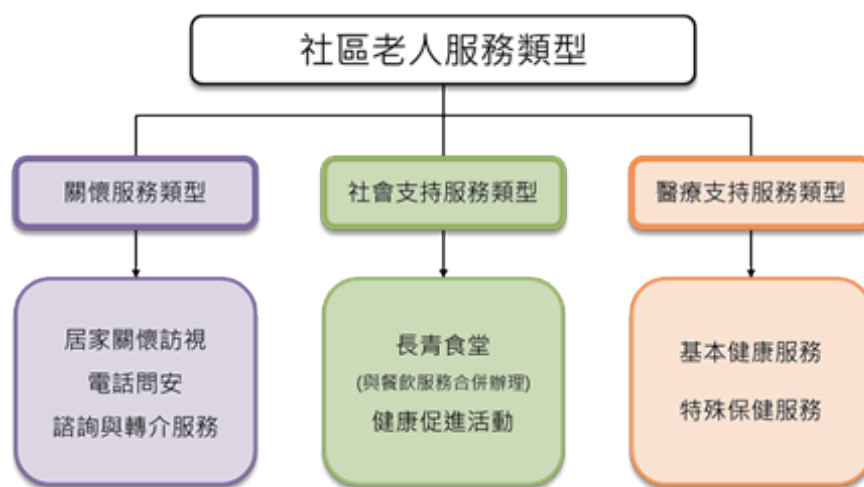 社區老人服務類型
關懷服務類型
社會支持服務類型
醫療支持服務類型
居家關懷訪視
電話問安
諮詢與轉介服務
長青食堂
(與餐飲服務合併辦理)
健康促進活動
基本健康服務
特殊保健服務